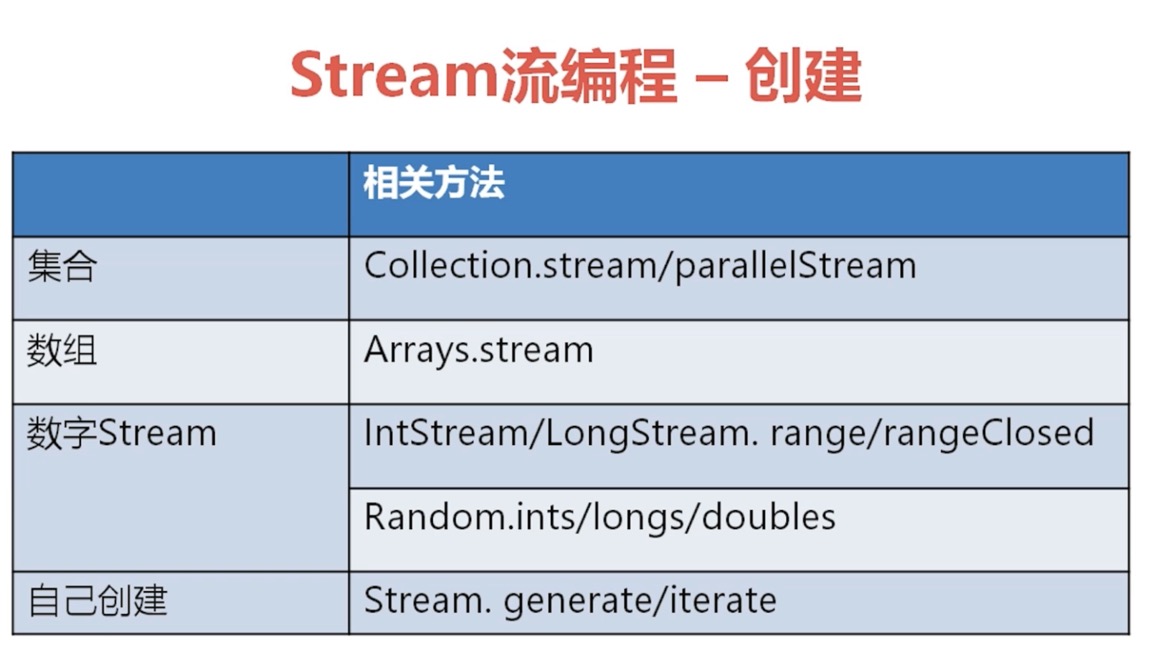 Stream流编程 – 创建
相关方法
集合
Collection.stream/parallelStream
数组
Arrays.stream
数字Stream
IntStream/LongStream. range/rangeClosed
Random.ints/longs/doubles
自己创建
Stream. generate/iterate